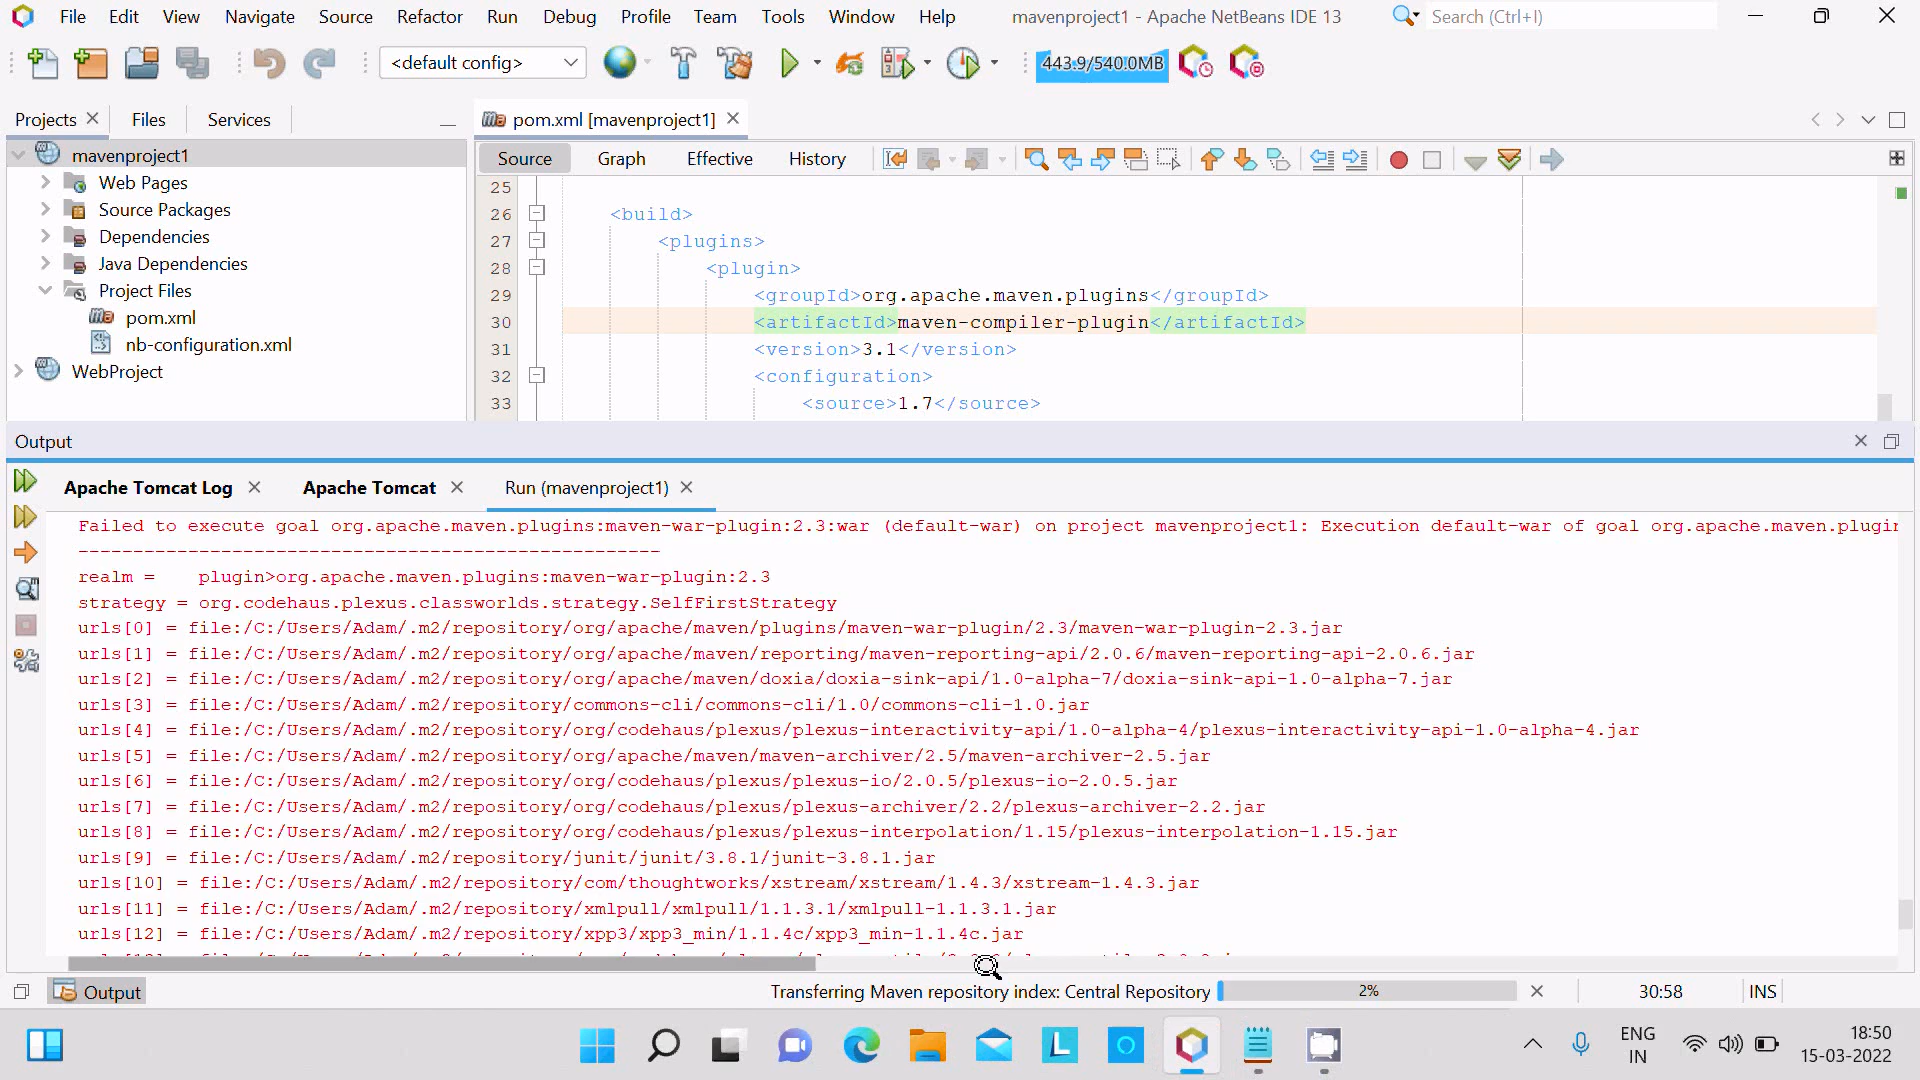 File Edit View Navigate Source Refactor Run Debug Profile Team Tools Window Help mavenproject1 - Apache NetBeans IDE 13 Search (Ctrl+I)
<default config> 443.9/540.0MB
Projects Files Services pom.xml [mavenproject1]
mavenproject1
Web Pages
Source Packages
Dependencies
Java Dependencies
Project Files
pom.xml
nb-configuration.xml
WebProject
Source Graph Effective History
25
26 <build>
27 <plugins>
28 <plugin>
29 <groupId>org.apache.maven.plugins</groupId>
30 <artifactId>maven-compiler-plugin</artifactId>
31 <version>3.1</version>
32 <configuration>
33 <source>1.7</source>
Output
Apache Tomcat Log Apache Tomcat Run (mavenproject1)
Failed to execute goal org.apache.maven.plugins:maven-war-plugin:2.3:war (default-war) on project mavenproject1: Execution default-war of goal org.apache.maven.plugin
-----------------------------------------------------
realm = plugin>org.apache.maven.plugins:maven-war-plugin:2.3
strategy = org.codehaus.plexus.classworlds.strategy.SelfFirstStrategy
urls[0] = file:/C:/Users/Adam/.m2/repository/org/apache/maven/plugins/maven-war-plugin/2.3/maven-war-plugin-2.3.jar
urls[1] = file:/C:/Users/Adam/.m2/repository/org/apache/maven/reporting/maven-reporting-api/2.0.6/maven-reporting-api-2.0.6.jar
urls[2] = file:/C:/Users/Adam/.m2/repository/org/apache/maven/doxia/doxia-sink-api/1.0-alpha-7/doxia-sink-api-1.0-alpha-7.jar
urls[3] = file:/C:/Users/Adam/.m2/repository/commons-cli/commons-cli/1.0/commons-cli-1.0.jar
urls[4] = file:/C:/Users/Adam/.m2/repository/org/codehaus/plexus/plexus-interactivity-api/1.0-alpha-4/plexus-interactivity-api-1.0-alpha-4.jar
urls[5] = file:/C:/Users/Adam/.m2/repository/org/apache/maven/maven-archiver/2.5/maven-archiver-2.5.jar
urls[6] = file:/C:/Users/Adam/.m2/repository/org/codehaus/plexus/plexus-io/2.0.5/plexus-io-2.0.5.jar
urls[7] = file:/C:/Users/Adam/.m2/repository/org/codehaus/plexus/plexus-archiver/2.2/plexus-archiver-2.2.jar
urls[8] = file:/C:/Users/Adam/.m2/repository/org/codehaus/plexus/plexus-interpolation/1.15/plexus-interpolation-1.15.jar
urls[9] = file:/C:/Users/Adam/.m2/repository/junit/junit/3.8.1/junit-3.8.1.jar
urls[10] = file:/C:/Users/Adam/.m2/repository/com/thoughtworks/xstream/xstream/1.4.3/xstream-1.4.3.jar
urls[11] = file:/C:/Users/Adam/.m2/repository/xmlpull/xmlpull/1.1.3.1/xmlpull-1.1.3.1.jar
urls[12] = file:/C:/Users/Adam/.m2/repository/xpp3/xpp3_min/1.1.4c/xpp3_min-1.1.4c.jar
Output Transferring Maven repository index: Central Repository 2% 30:58 INS
ENG
IN
18:50
15-03-2022